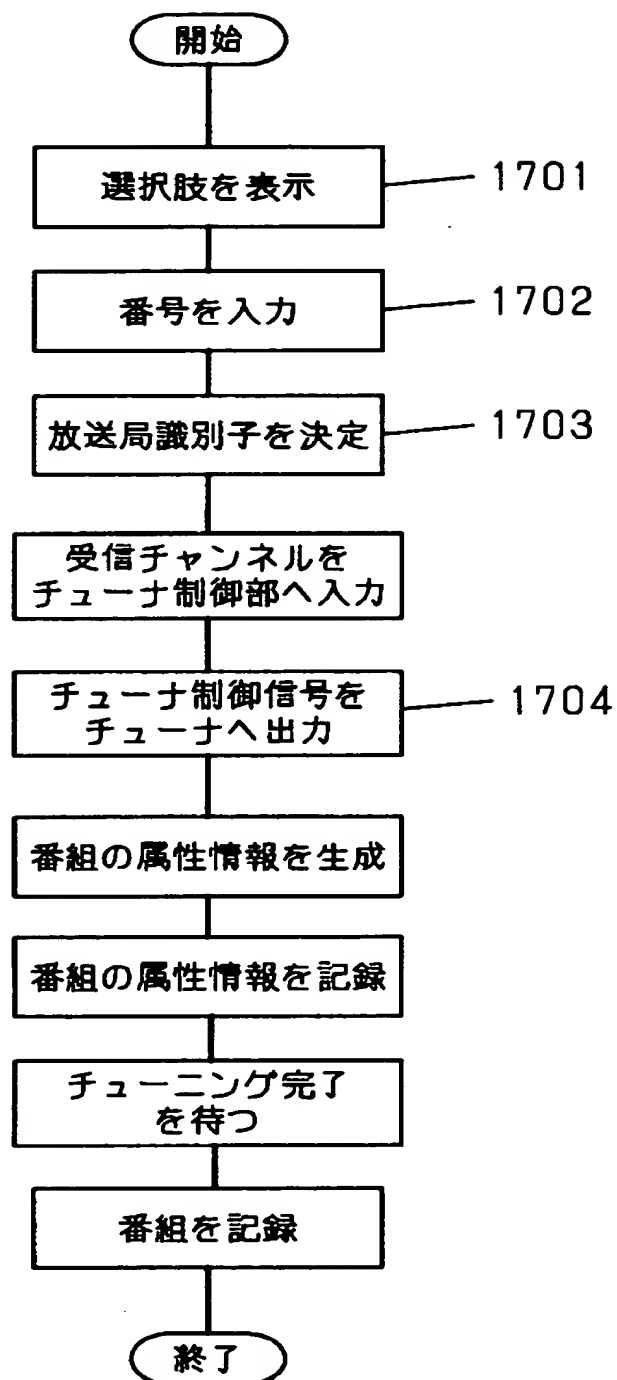 開始
選択肢を表示
1701
番号を入力
1702
放送局識別子を決定
1703
受信チャンネルを
チューナ制御部へ入力
チューナ制御信号を
チューナへ出力
1704
番組の属性情報を生成
番組の属性情報を記録
チューニング完了
を待つ
番組を記録
終了